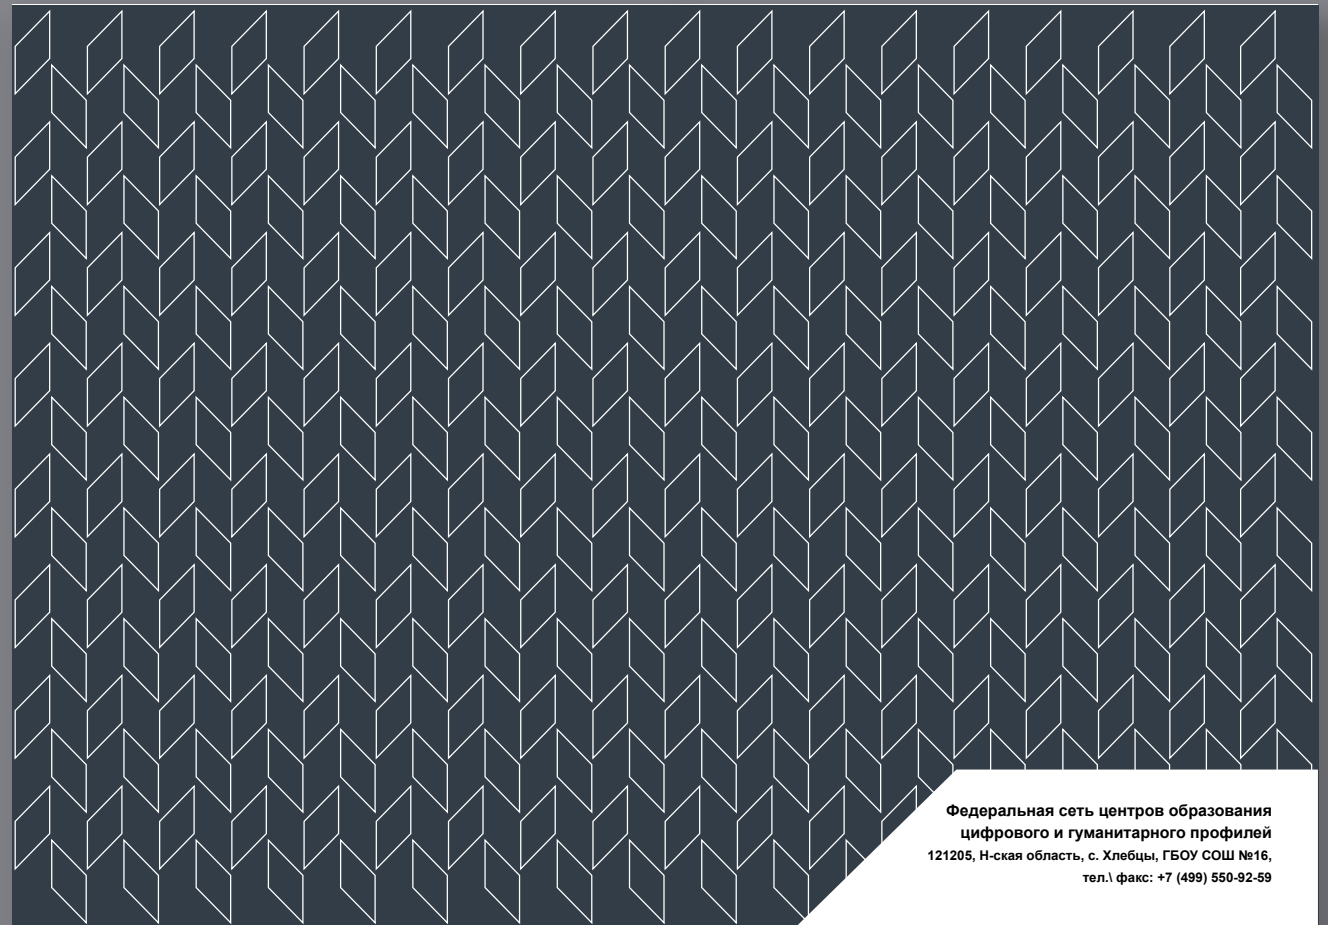 Федеральная сеть центров образования
цифрового и гуманитарного профилей
121205, Н-ская область, с. Хлебцы, ГБОУ СОШ №16,
тел.\ факс: +7 (499) 550-92-59